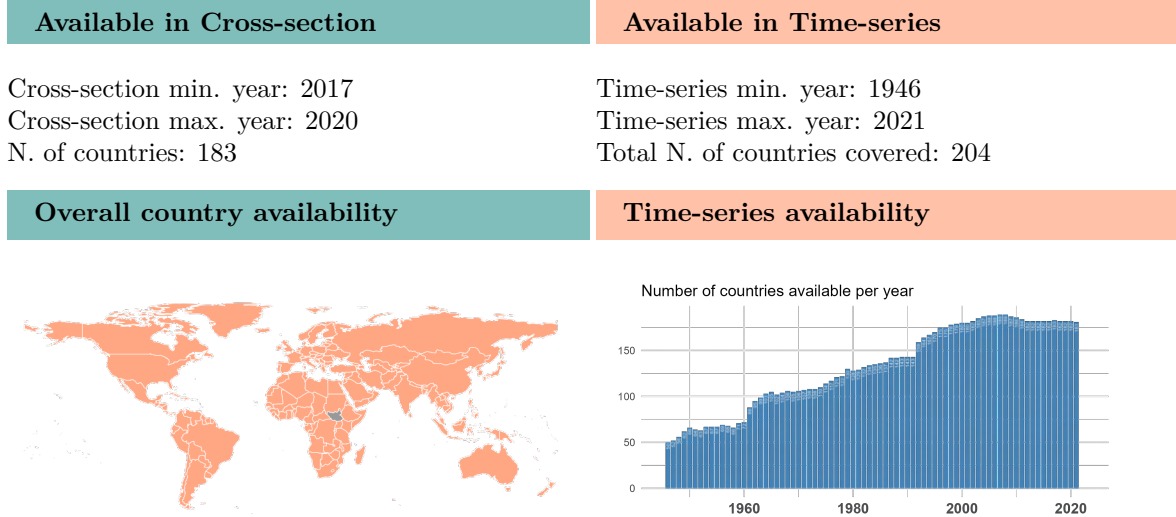 Available in Cross-section
Available in Time-series
Cross-section min. year: 2017
Cross-section max. year: 2020
N. of countries: 183
Time-series min. year: 1946
Time-series max. year: 2021
Total N. of countries covered: 204
Overall country availability
Time-series availability
Number of countries available per year
150
100
50
0
1960
1980
2000
2020